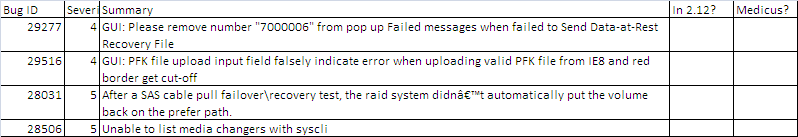 Bug ID Severi Summary In 2.12? Medicus?
29277 4 GUI: Please remove number "7000006" from pop up Failed messages when failed to Send Data-at-Rest
Recovery File
29516 4 GUI: PFK file upload input field falsely indicate error when uploading valid PFK file from IE8 and red
border get cut-off
28031 5 After a SAS cable pull failover\recovery test, the raid system didnâ€™t automatically put the volume
back on the prefer path.
28506 5 Unable to list media changers with syscli